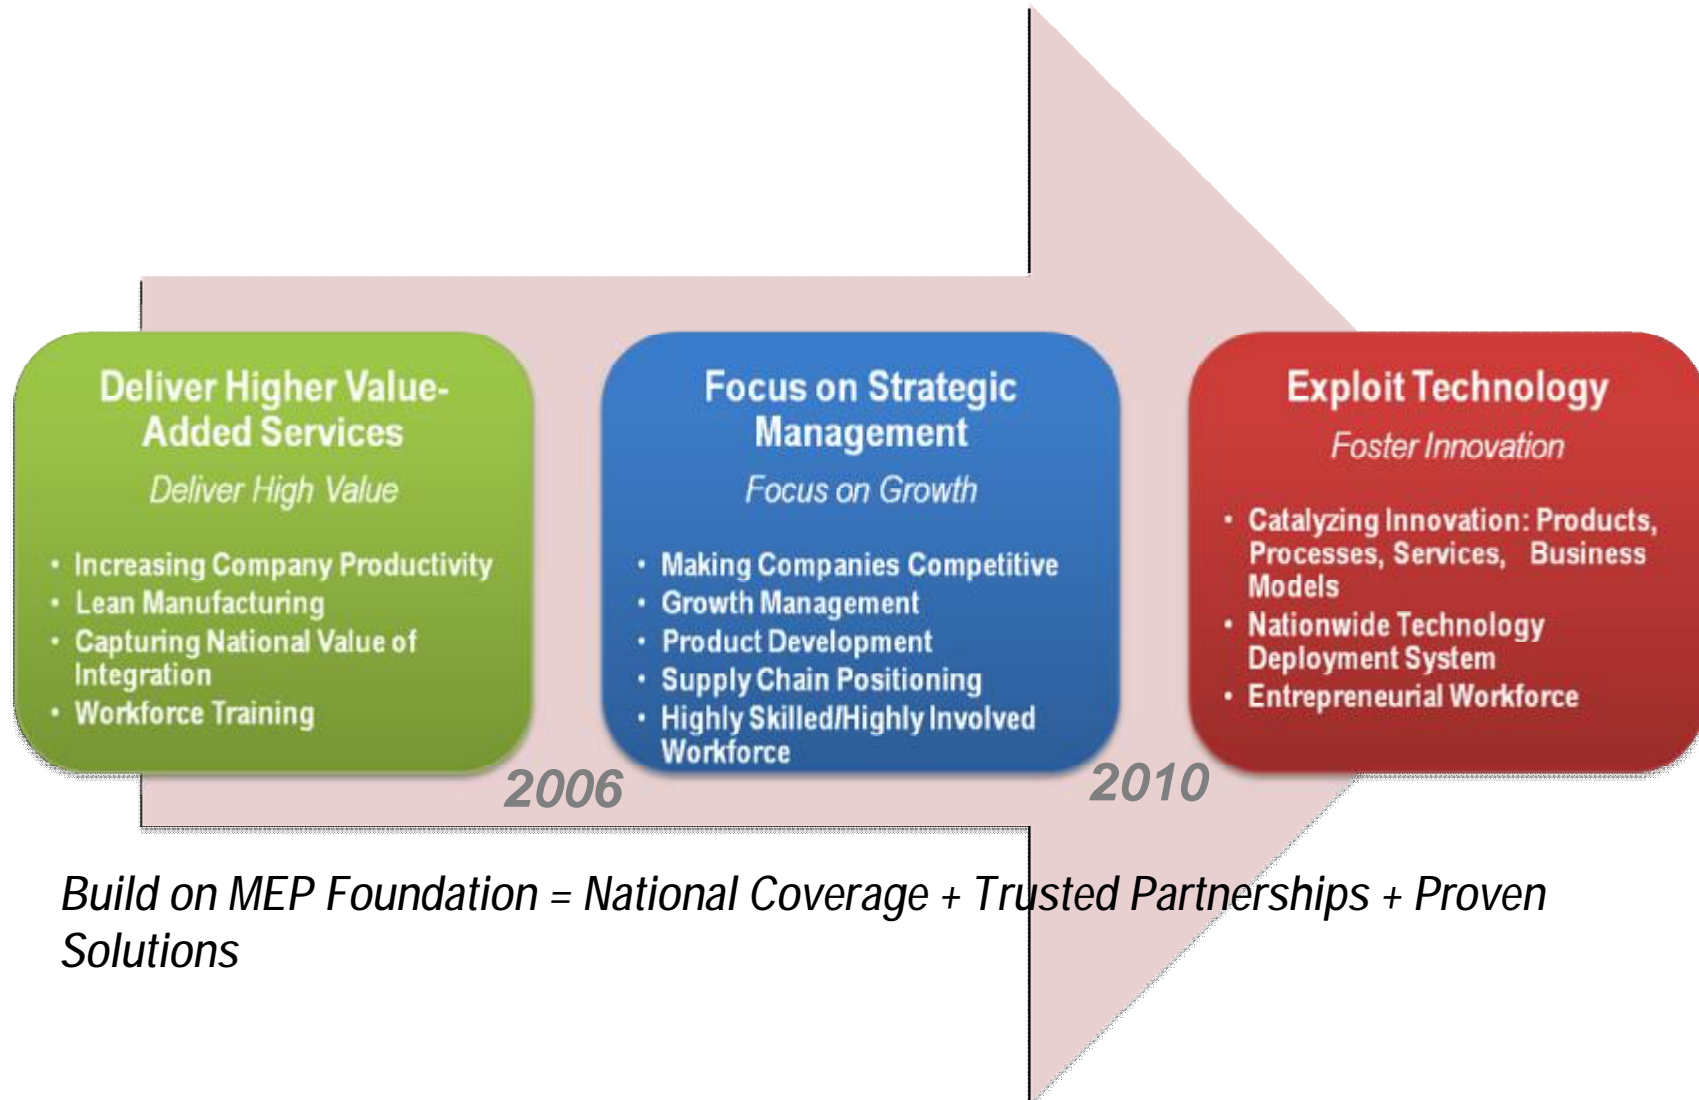 Deliver Higher Value-
Added Services
Deliver High Value
• Increasing Company Productivity
• Lean Manufacturing
• Capturing National Value of
Integration
• Workforce Training
Focus on Strategic
Management
Focus on Growth
• Making Companies Competitive
• Growth Management
• Product Development
• Supply Chain Positioning
• Highly Skilled/Highly Involved
Workforce
Exploit Technology
Foster Innovation
• Catalyzing Innovation: Products,
Processes, Services, Business
Models
• Nationwide Technology
Deployment System
• Entrepreneurial Workforce
2006
2010
Build on MEP Foundation = National Coverage + Trusted Partnerships + Proven
Solutions